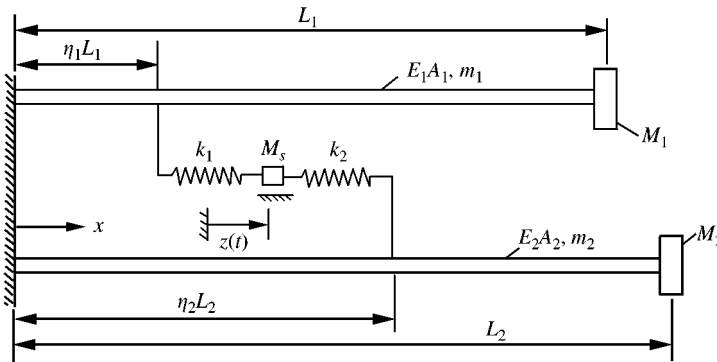 L₁
η₁L₁
E₁A₁, m₁
M₁
k₁
Mₛ
k₂
x
z(t)
E₂A₂, m₂
η₂L₂
L₂